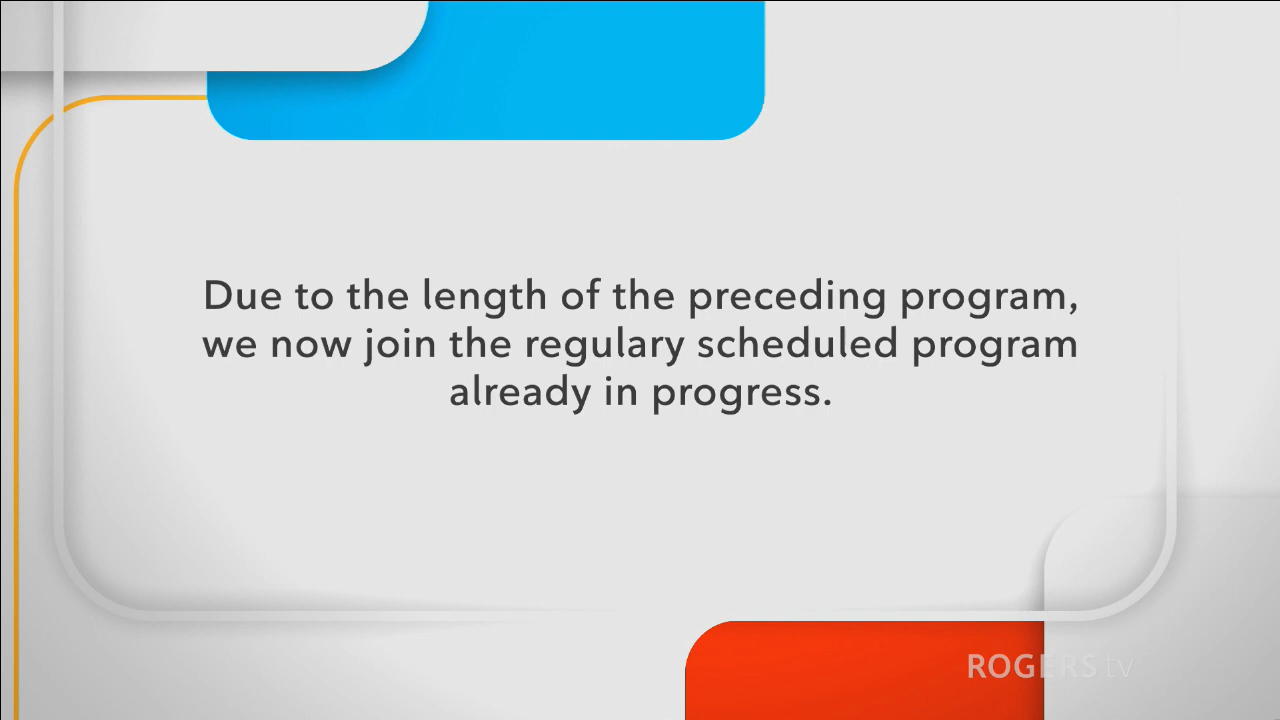 Due to the length of the preceding program,
we now join the regulary scheduled program
already in progress.
ROGERS tv